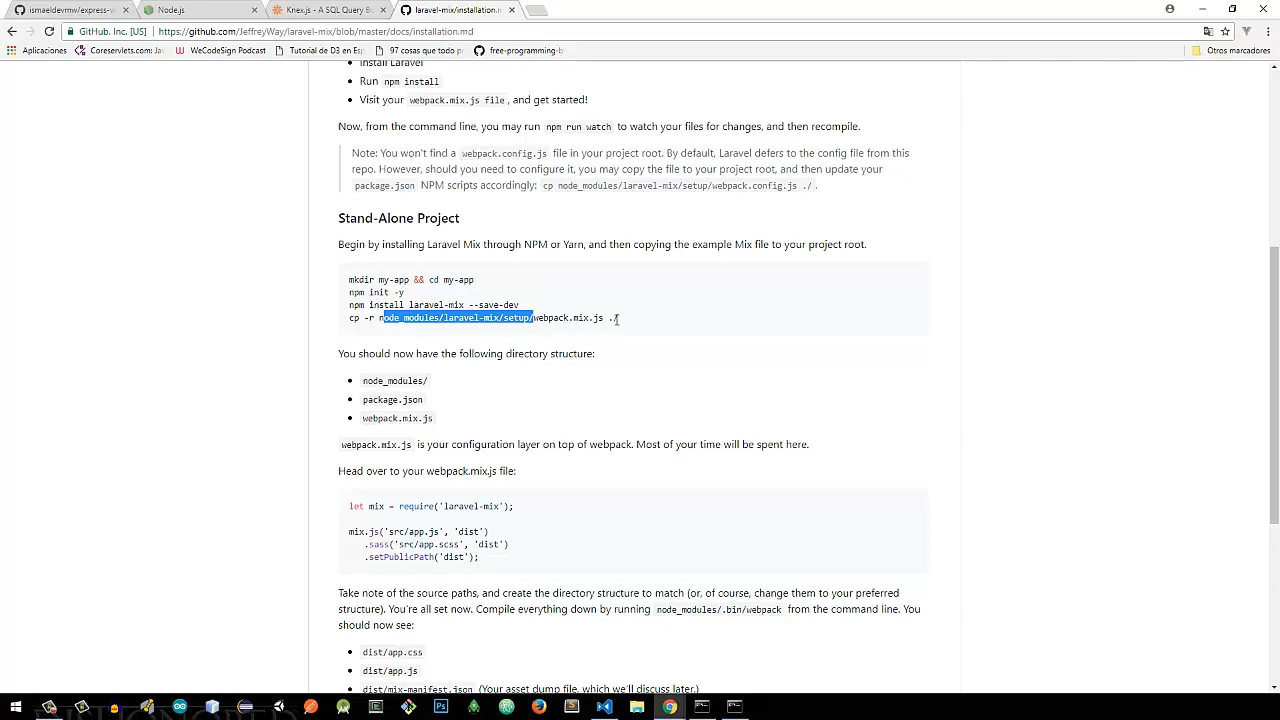 ismaeldevmw/express-v
Node.js
Knex.js - A SQL Query B
laravel-mix/installation.m
GitHub, Inc. [US]
https://github.com/JeffreyWay/laravel-mix/blob/master/docs/installation.md
Aplicaciones
Coreservlets.com: Ja
WeCodeSign Podcast
Tutorial de D3 en Esp
97 cosas que todo p
free-programming-b
Otros marcadores
Install Laravel
Run npm install
Visit your webpack.mix.js file, and get started!
Now, from the command line, you may run npm run watch to watch your files for changes, and then recompile.
Note: You won't find a webpack.config.js file in your project root. By default, Laravel defers to the config file from this
repo. However, should you need to configure it, you may copy the file to your project root, and then update your
package.json NPM scripts accordingly: cp node_modules/laravel-mix/setup/webpack.config.js ./ .
Stand-Alone Project
Begin by installing Laravel Mix through NPM or Yarn, and then copying the example Mix file to your project root.
mkdir my-app && cd my-app
npm init -y
npm install laravel-mix --save-dev
cp -r node_modules/laravel-mix/setup/webpack.mix.js ./
You should now have the following directory structure:
node_modules/
package.json
webpack.mix.js
webpack.mix.js is your configuration layer on top of webpack. Most of your time will be spent here.
Head over to your webpack.mix.js file:
let mix = require('laravel-mix');
mix.js('src/app.js', 'dist')
.sass('src/app.scss', 'dist')
.setPublicPath('dist');
Take note of the source paths, and create the directory structure to match (or, of course, change them to your preferred
structure). You're all set now. Compile everything down by running node_modules/.bin/webpack from the command line. You
should now see:
dist/app.css
dist/app.js
dist/mix-manifest.json (Your asset dump file, which we'll discuss later.)